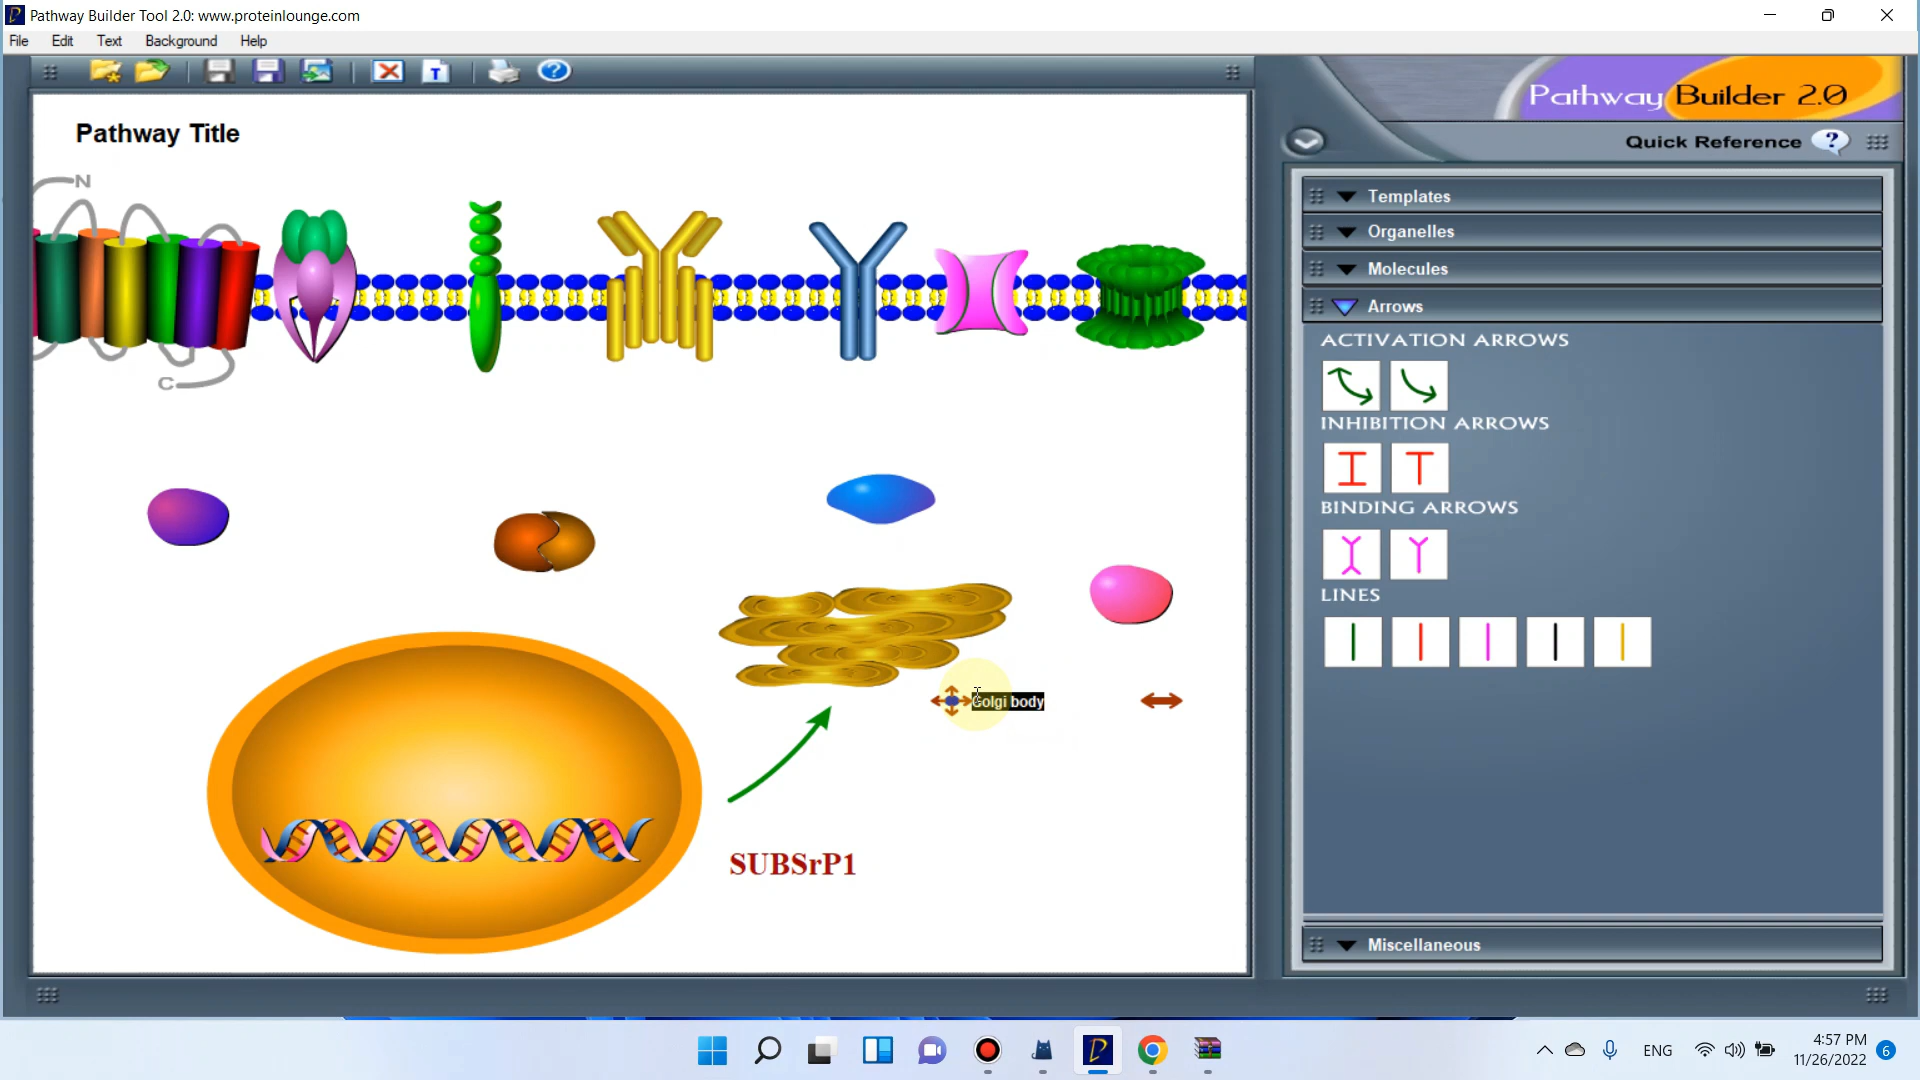 Pathway Builder Tool 2.0: www.proteinlounge.com
File Edit Text Background Help
T
Pathway Builder 2.0
Quick Reference ?
Pathway Title
N
C
Templates
Organelles
Molecules
Arrows
ACTIVATION ARROWS
INHIBITION ARROWS
BINDING ARROWS
LINES
Golgi body
SUBSrP1
Miscellaneous
ENG
4:57 PM
11/26/2022
6